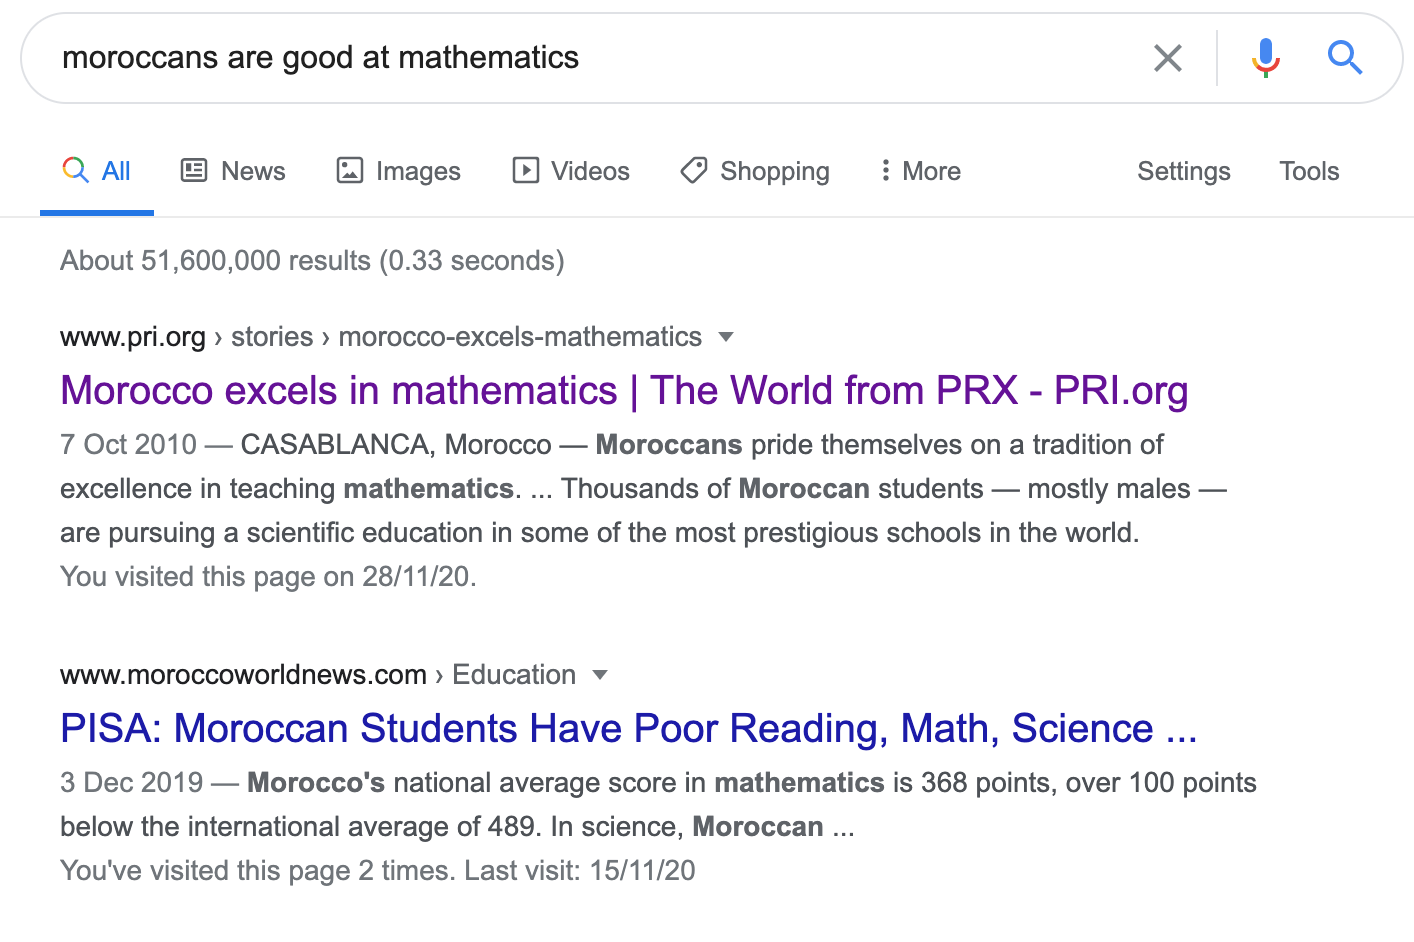 moroccans are good at mathematics
All News Images Videos Shopping More Settings Tools
About 51,600,000 results (0.33 seconds)
www.pri.org › stories › morocco-excels-mathematics
Morocco excels in mathematics | The World from PRX - PRI.org
7 Oct 2010 — CASABLANCA, Morocco — Moroccans pride themselves on a tradition of
excellence in teaching mathematics. ... Thousands of Moroccan students — mostly males —
are pursuing a scientific education in some of the most prestigious schools in the world.
You visited this page on 28/11/20.
www.moroccoworldnews.com › Education
PISA: Moroccan Students Have Poor Reading, Math, Science ...
3 Dec 2019 — Morocco's national average score in mathematics is 368 points, over 100 points
below the international average of 489. In science, Moroccan ...
You've visited this page 2 times. Last visit: 15/11/20